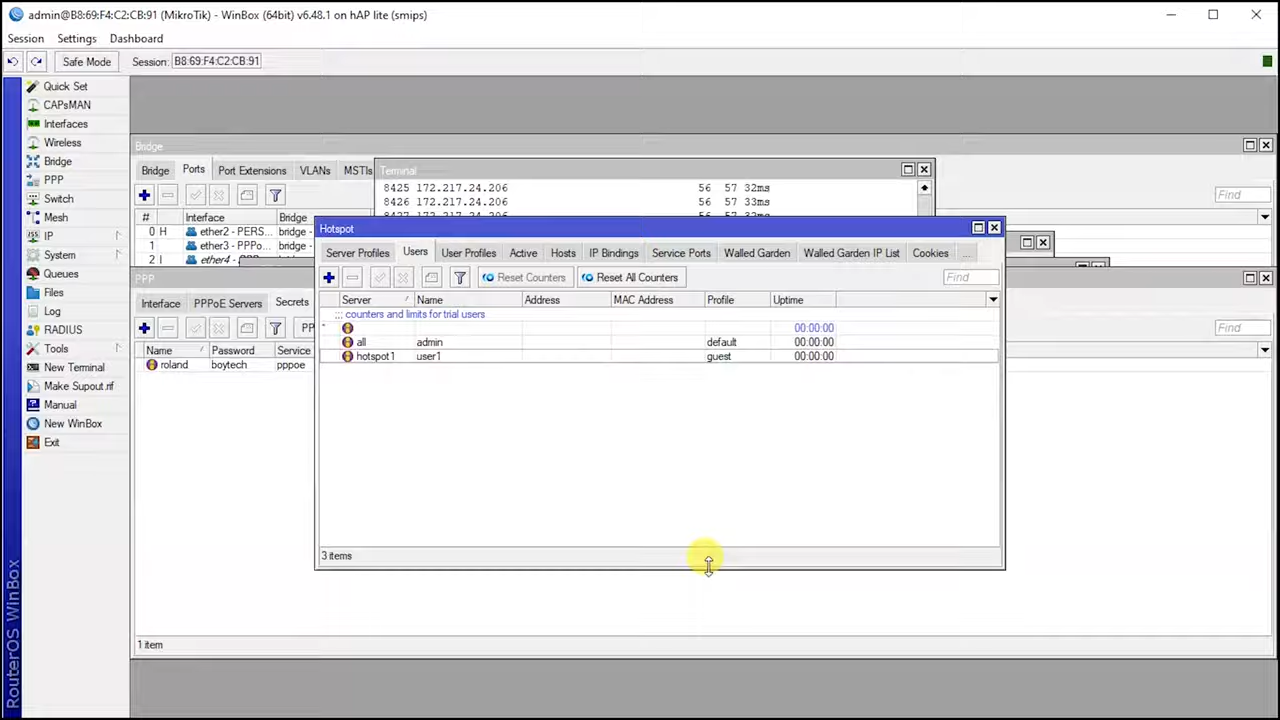 admin@B8:69:F4:C2:CB:91 (MikroTik) - WinBox (64bit) v6.48.1 on hAP lite (smips)
Session Settings Dashboard
Safe Mode Session: B8:69:F4:C2:CB:91
Quick Set
CAPsMAN
Interfaces
Wireless
Bridge
PPP
Switch
Mesh
IP
System
Queues
Files
Log
RADIUS
Tools
New Terminal
Make Supout.rif
Manual
New WinBox
Exit
RouterOS WinBox
Bridge
Bridge Ports Port Extensions VLANs MSTIs
Find
# Interface Bridge
0 H ether2 - PERS... bridge -
1 ether3 - PPPo... bridge -
2 I ether4 -
Terminal
8425 172.217.24.206 56 57 32ms
8426 172.217.24.206 56 57 33ms
PPP
Interface PPPoE Servers Secrets
PP
Find
Name Password Service
roland boytech pppoe
1 item
Hotspot
Server Profiles Users User Profiles Active Hosts IP Bindings Service Ports Walled Garden Walled Garden IP List Cookies ...
Reset Counters Reset All Counters Find
Server Name Address MAC Address Profile Uptime
;;; counters and limits for trial users
* 00:00:00
all admin default 00:00:00
hotspot1 user1 guest 00:00:00
3 items